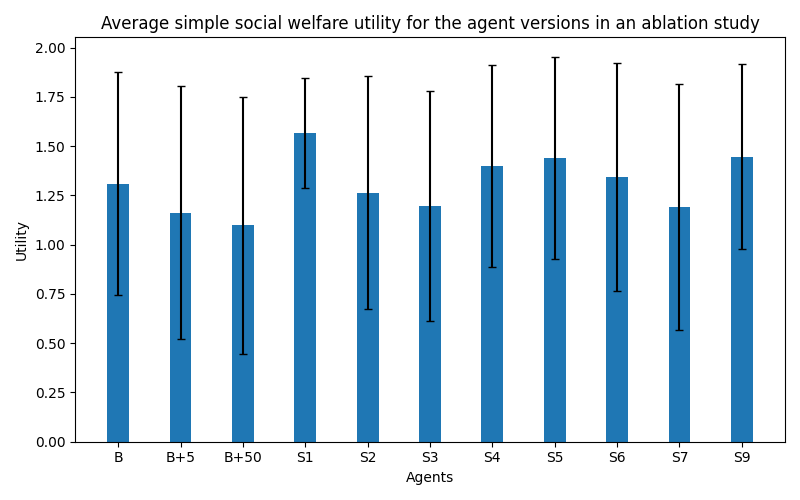 Average simple social welfare utility for the agent versions in an ablation study
2.00
1.75
1.50
1.25
1.00
0.75
0.50
0.25
0.00
Utility
B B+5 B+50 S1 S2 S3 S4 S5 S6 S7 S9
Agents